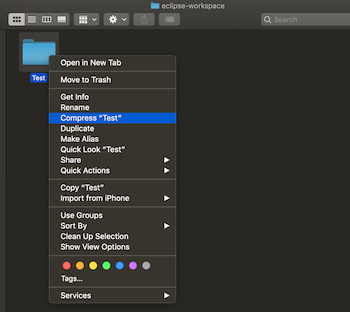 eclipse-workspace
Search
Test
Open in New Tab
Move to Trash
Get Info
Rename
Compress “Test”
Duplicate
Make Alias
Quick Look “Test”
Share
Quick Actions
Copy “Test”
Import from iPhone
Use Groups
Sort By
Clean Up Selection
Show View Options
Tags...
Services